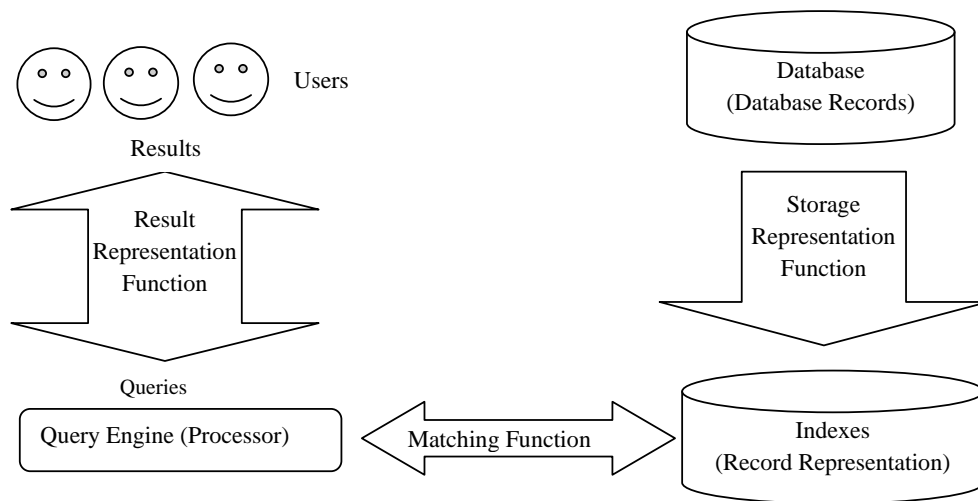 Users
Results
Result
Representation
Function
Queries
Query Engine (Processor)
Matching Function
Database
(Database Records)
Storage
Representation
Function
Indexes
(Record Representation)